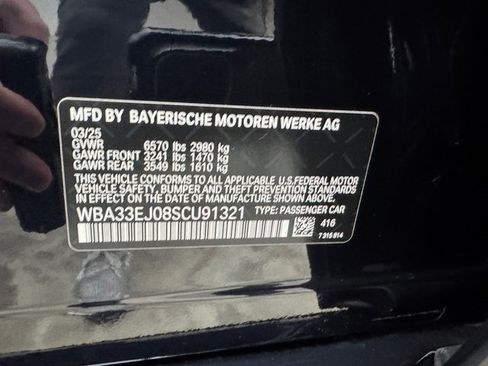 MFD BY BAYERISCHE MOTOREN WERKE AG
03/25
GVWR 6570 lbs 2980 kg
GAWR FRONT 3241 lbs 1470 kg
GAWR REAR 3549 lbs 1610 kg
THIS VEHICLE CONFORMS TO ALL APPLICABLE U.S.FEDERAL MOTOR
VEHICLE SAFETY, BUMPER, AND THEFT PREVENTION STANDARDS
IN EFFECT ON THE DATE OF MANUFACTURE SHOWN ABOVE.
WBA33EJ08SCU91321 TYPE: PASSENGER CAR
416
7 315 614